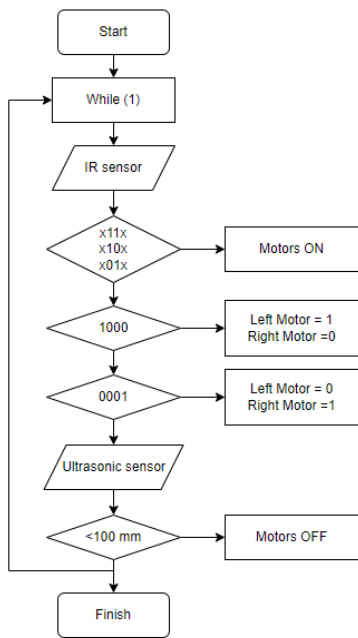 Start
While (1)
IR sensor
x11x
x10x
x01x
Motors ON
1000
Left Motor = 1
Right Motor =0
0001
Left Motor = 0
Right Motor =1
Ultrasonic sensor
<100 mm
Motors OFF
Finish